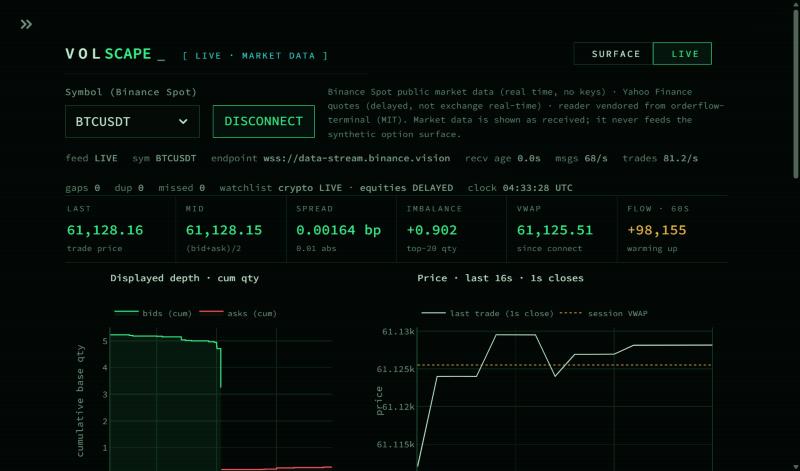 »
VOLSCAPE_ [ LIVE · MARKET DATA ] SURFACE LIVE
Symbol (Binance Spot)
BTCUSDT DISCONNECT
Binance Spot public market data (real time, no keys) · Yahoo Finance
quotes (delayed, not exchange real-time) · reader vendored from orderflow-
terminal (MIT). Market data is shown as received; it never feeds the
synthetic option surface.
feed LIVE sym BTCUSDT endpoint wss://data-stream.binance.vision recv age 0.0s msgs 68/s trades 81.2/s
gaps 0 dup 0 missed 0 watchlist crypto LIVE · equities DELAYED clock 04:33:28 UTC
LAST MID SPREAD IMBALANCE VWAP FLOW · 60S
61,128.16 61,128.15 0.00164 bp +0.902 61,125.51 +98,155
trade price (bid+ask)/2 0.01 abs top-20 qty since connect warming up
Displayed depth · cum qty
bids (cum) asks (cum)
cumulative base qty
5
4
3
2
1
Price · last 16s · 1s closes
last trade (1s close) session VWAP
price
61.13k
61.125k
61.12k
61.115k